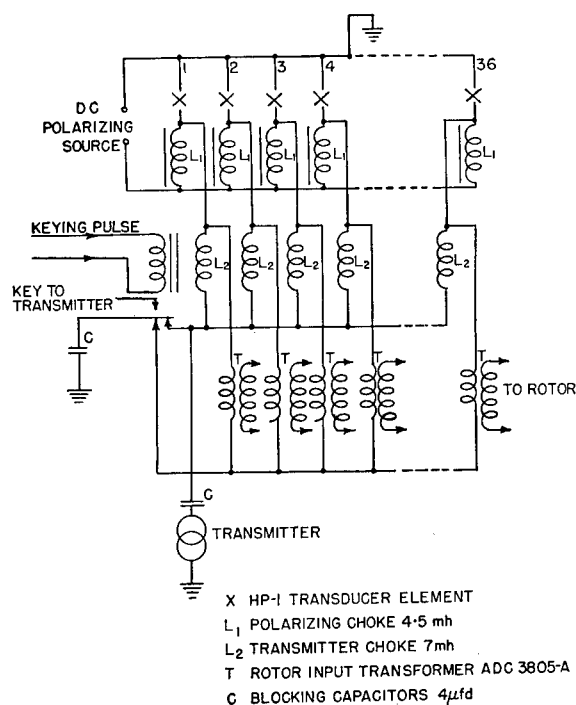 1 2 3 4 36
DC
POLARIZING
SOURCE
L1 L1 L1 L1 L1
KEYING PULSE
L2 L2 L2 L2 L2
KEY TO
TRANSMITTER
C
T T T T T
TO ROTOR
C
TRANSMITTER
X HP-1 TRANSDUCER ELEMENT
L1 POLARIZING CHOKE 4·5 mh
L2 TRANSMITTER CHOKE 7mh
T ROTOR INPUT TRANSFORMER ADC 3805-A
C BLOCKING CAPACITORS 4µfd